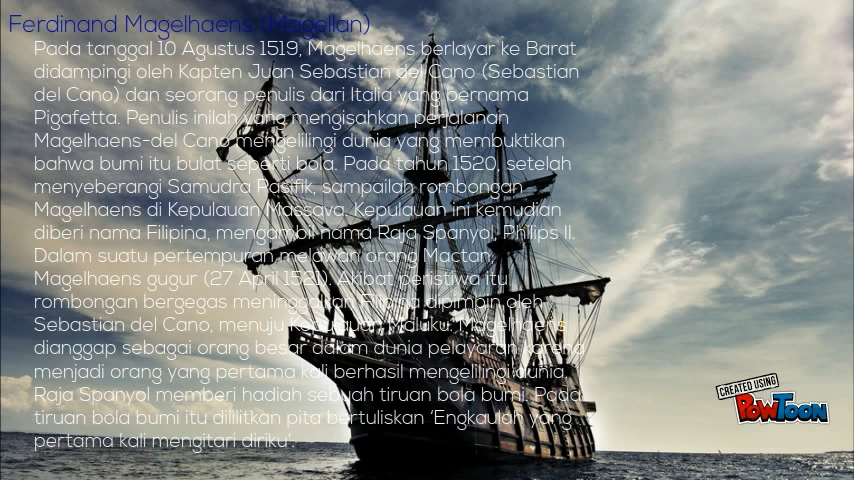 Ferdinand Magelhaens (Magellan)
Pada tanggal 10 Agustus 1519, Magelhaens berlayar ke Barat
didampingi oleh Kapten Juan Sebastian del Cano (Sebastian
del Cano) dan seorang penulis dari Italia yang bernama
Pigafetta. Penulis inilah yang mengisahkan perjalanan
Magelhaens-del Cano mengelilingi dunia yang membuktikan
bahwa bumi itu bulat seperti bola. Pada tahun 1520, setelah
menyeberangi Samudra Pasifik, sampailah rombongan
Magelhaens di Kepulauan Massava. Kepulauan ini kemudian
diberi nama Filipina, mengambil nama Raja Spanyol, Philips II.
Dalam suatu pertempuran melawan orang Mactan,
Magelhaens gugur (27 April 1521). Akibat peristiwa itu
rombongan bergegas meninggalkan Filipina dipimpin oleh
Sebastian del Cano, menuju Kepulauan Maluku. Magelhaens
dianggap sebagai orang besar dalam dunia pelayaran karena
menjadi orang yang pertama kali berhasil mengelilingi dunia.
Raja Spanyol memberi hadiah sebuah tiruan bola bumi. Pada
tiruan bola bumi itu dililitkan pita bertuliskan ‘Engkaulah yang
pertama kali mengitari diriku’.
CREATED USING
POWTOON